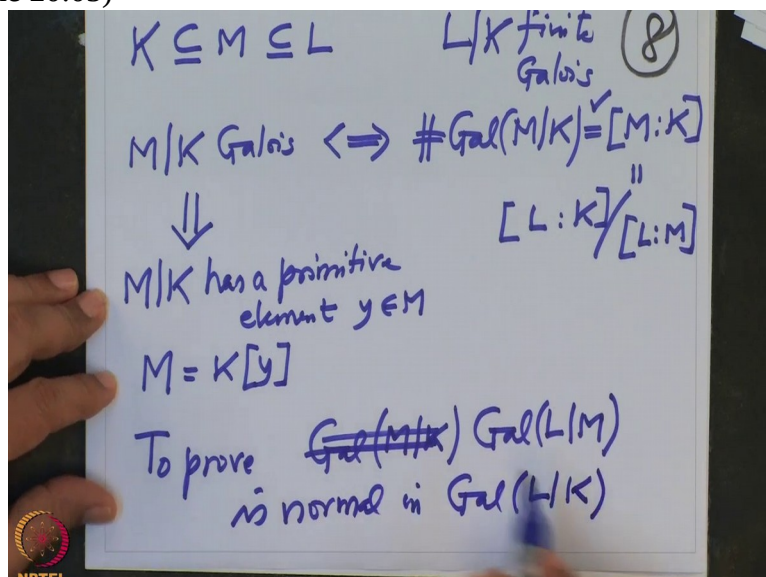 K ⊆ M ⊆ L L|K finite 8
Galois
M|K Galois <=> #Gal(M|K) = [M:K]
⇓ [L:K]/[L:M]
M|K has a primitive
element y ∈ M
M = K[y]
To prove Gal(M|K) Gal(L|M)
is normal in Gal(L|K)